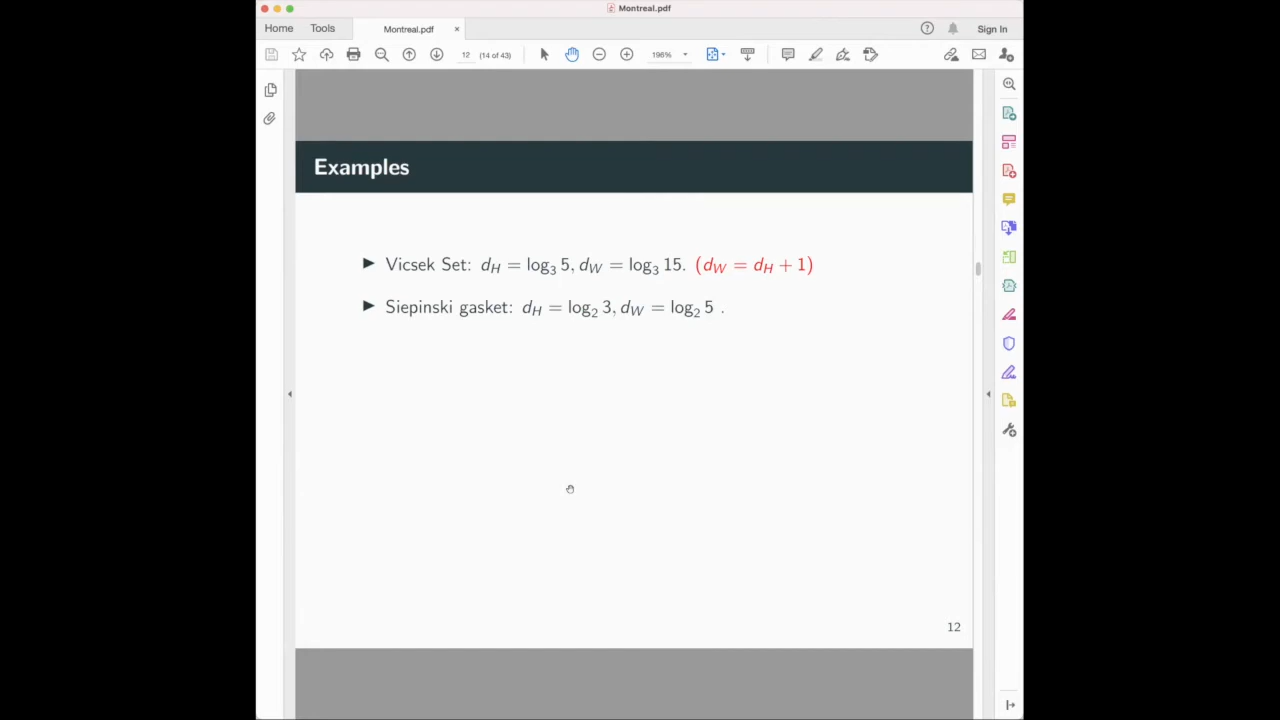 Montreal.pdf
Home Tools Montreal.pdf × Sign In
12 (14 of 43) 196%
Examples
▶ Vicsek Set: d_H = log_3 5, d_W = log_3 15. (d_W = d_H + 1)
▶ Siepinski gasket: d_H = log_2 3, d_W = log_2 5 .
12